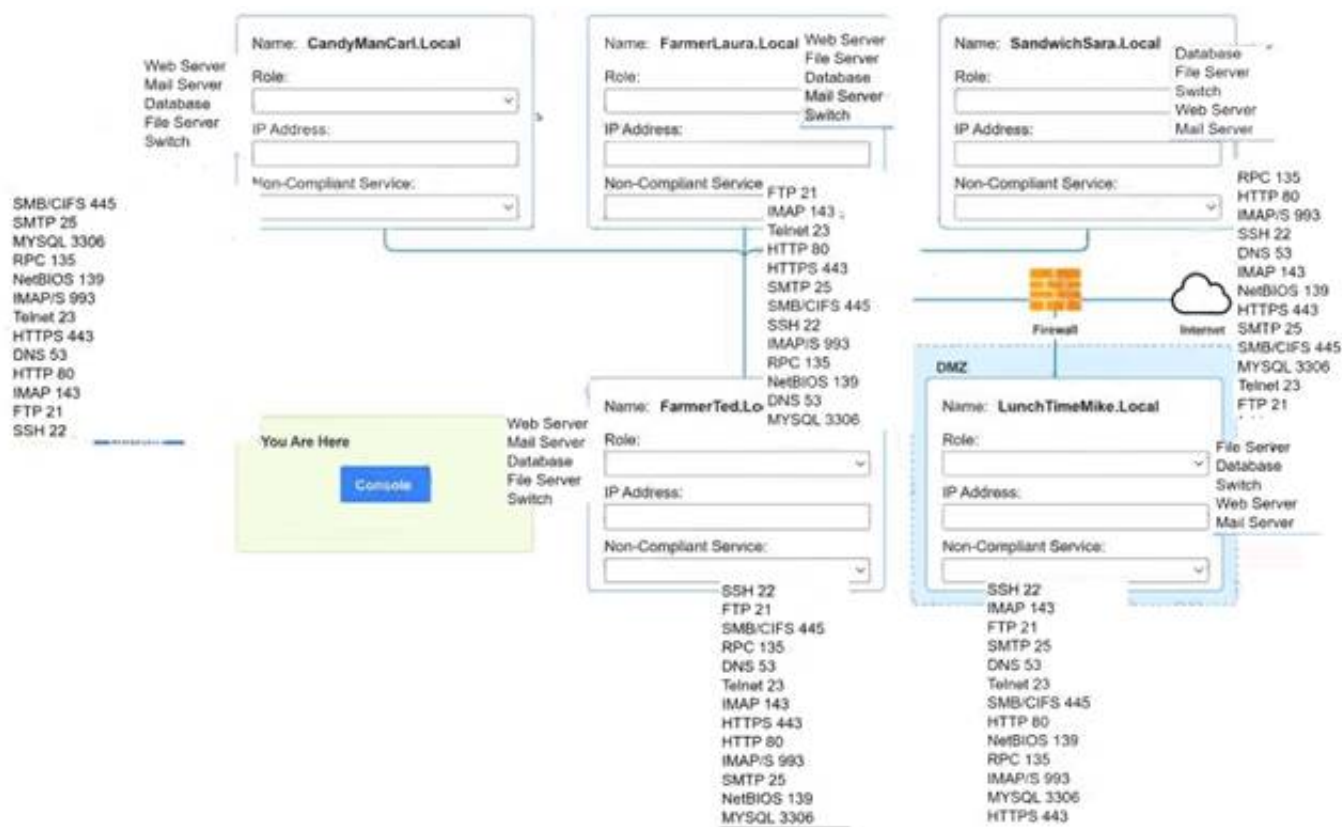 Name: CandyManCarl.Local
Role:
IP Address:
Non-Compliant Service:
Web Server
Mail Server
Database
File Server
Switch
SMB/CIFS 445
SMTP 25
MYSQL 3306
RPC 135
NetBIOS 139
IMAP/S 993
Telnet 23
HTTPS 443
DNS 53
HTTP 80
IMAP 143
FTP 21
SSH 22
Name: FarmerLaura.Local
Role:
IP Address:
Non-Compliant Service
Web Server
File Server
Database
Mail Server
Switch
FTP 21
IMAP 143
Telnet 23
HTTP 80
HTTPS 443
SMTP 25
SMB/CIFS 445
SSH 22
IMAP/S 993
RPC 135
NetBIOS 139
DNS 53
MYSQL 3306
Name: SandwichSara.Local
Role:
IP Address:
Non-Compliant Service:
Database
File Server
Switch
Web Server
Mail Server
RPC 135
HTTP 80
IMAP/S 993
SSH 22
DNS 53
IMAP 143
NetBIOS 139
HTTPS 443
SMTP 25
SMB/CIFS 445
MYSQL 3306
Telnet 23
FTP 21
Firewall
Internet
You Are Here
Console
Name: FarmerTed.Lo
Role:
IP Address:
Non-Compliant Service:
Web Server
Mail Server
Database
File Server
Switch
SSH 22
FTP 21
SMB/CIFS 445
RPC 135
DNS 53
Telnet 23
IMAP 143
HTTPS 443
HTTP 80
IMAP/S 993
SMTP 25
NetBIOS 139
MYSQL 3306
DMZ
Name: LunchTimeMike.Local
Role:
IP Address:
Non-Compliant Service:
File Server
Database
Switch
Web Server
Mail Server
SSH 22
IMAP 143
FTP 21
SMTP 25
DNS 53
Telnet 23
SMB/CIFS 445
HTTP 80
NetBIOS 139
RPC 135
IMAP/S 993
MYSQL 3306
HTTPS 443